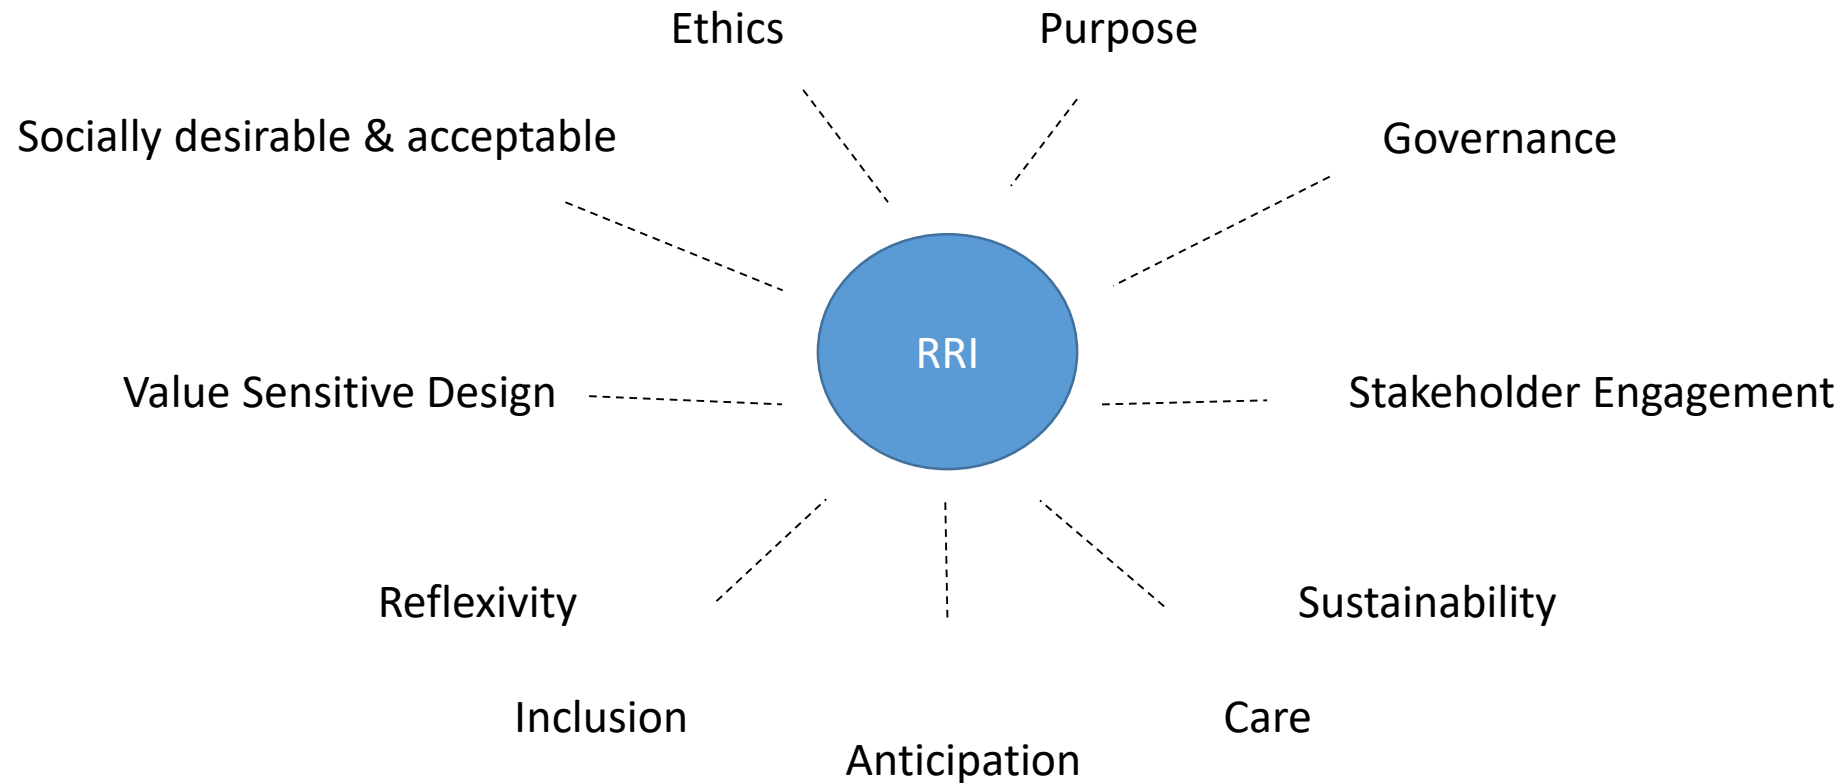 Ethics
Purpose
Socially desirable & acceptable
Governance
RRI
Value Sensitive Design
Stakeholder Engagement
Reflexivity
Sustainability
Inclusion
Care
Anticipation